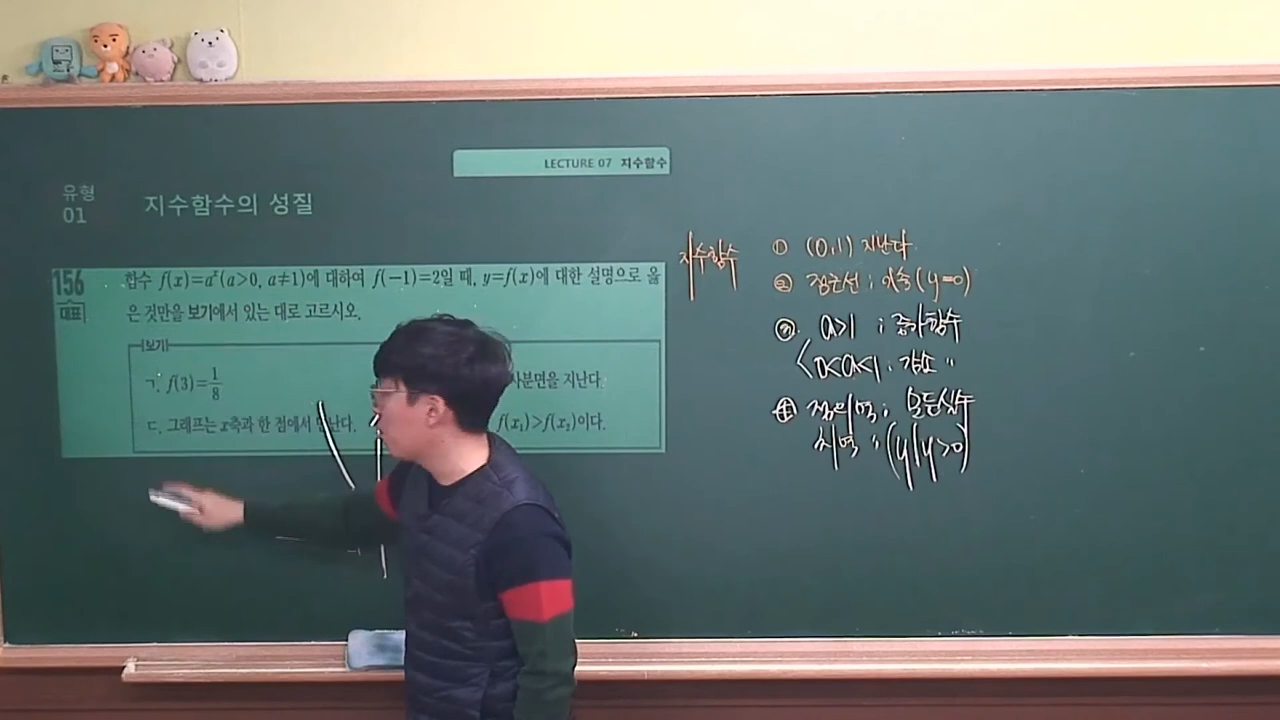 LECTURE 07 지수함수
유형
01
지수함수의 성질
156
대표
함수 f(x)=aˣ(a>0, a≠1)에 대하여 f(−1)=2일 때, y=f(x)에 대한 설명으로 옳
은 것만을 보기에서 있는 대로 고르시오.
보기
ㄱ. f(3)=1/8
사분면을 지난다.
ㄷ. 그래프는 x축과 한 점에서 만난다.
f(x₁)>f(x₂)이다.
지수함수
① (0,1) 지난다.
② 점근선 ; x축(y=0)
③. a>1 ; 증가함수
0<a<1 ; 감소 〃
④ 정의역 ; 모든실수
치역 〃 {y|y>0}